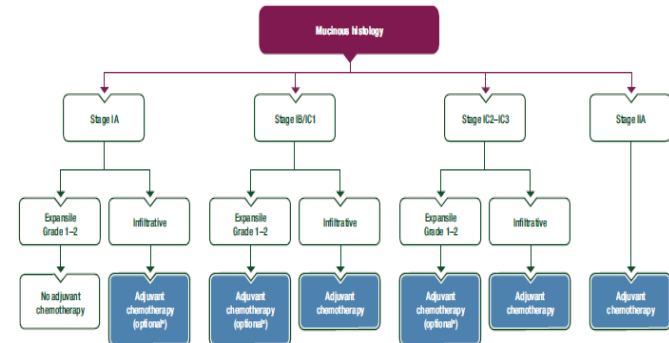 Mucinous histology
Stage IA
Stage IB/IC1
Stage IC2–IC3
Stage IIA
Expansile
Grade 1–2
Infiltrative
Expansile
Grade 1–2
Infiltrative
Expansile
Grade 1–2
Infiltrative
No adjuvant
chemotherapy
Adjuvant
chemotherapy
(optional*)
Adjuvant
chemotherapy
(optional*)
Adjuvant
chemotherapy
Adjuvant
chemotherapy
(optional*)
Adjuvant
chemotherapy
Adjuvant
chemotherapy